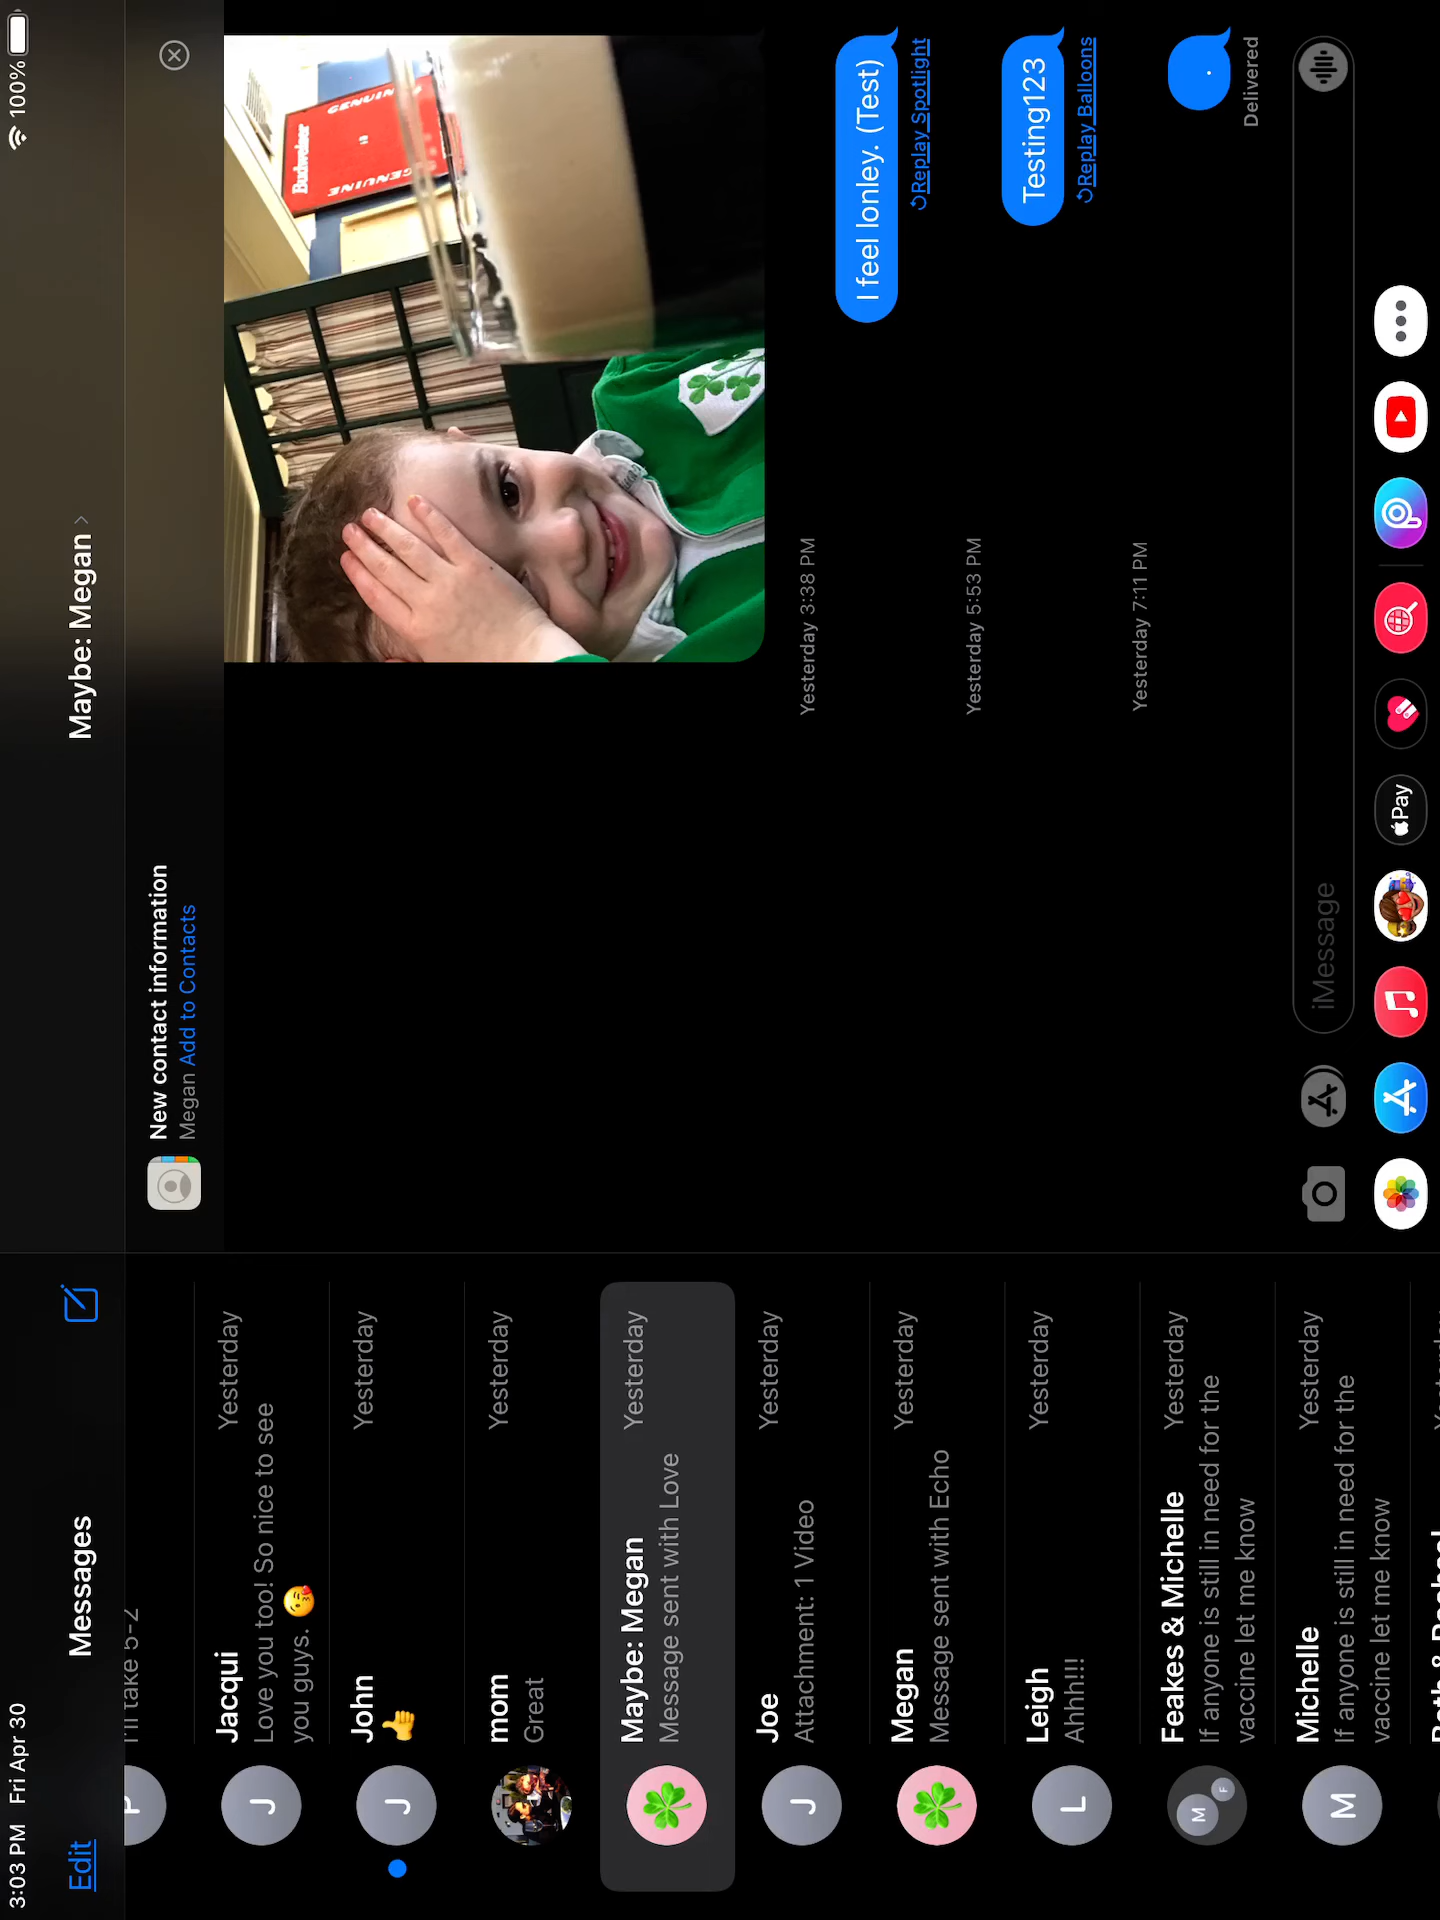 3:03 PM Fri Apr 30
100%
Edit
Messages
I'll take 5-2
Jacqui
Yesterday
Love you too! So nice to see
you guys. 😘
John
Yesterday
👍
mom
Yesterday
Great
Maybe: Megan
Yesterday
Message sent with Love
Joe
Yesterday
Attachment: 1 Video
Megan
Yesterday
Message sent with Echo
Leigh
Yesterday
Ahhh!!!
Feakes & Michelle
Yesterday
If anyone is still in need for the
vaccine let me know
Michelle
Yesterday
If anyone is still in need for the
vaccine let me know
P
J
J
J
L
M
F
M
Maybe: Megan >
New contact information
Megan Add to Contacts
GENUINE
Budweiser
GENUINE
Yesterday 3:38 PM
I feel lonley. (Test)
Replay Spotlight
Yesterday 5:53 PM
Testing123
Replay Balloons
Yesterday 7:11 PM
.
Delivered
iMessage
Pay